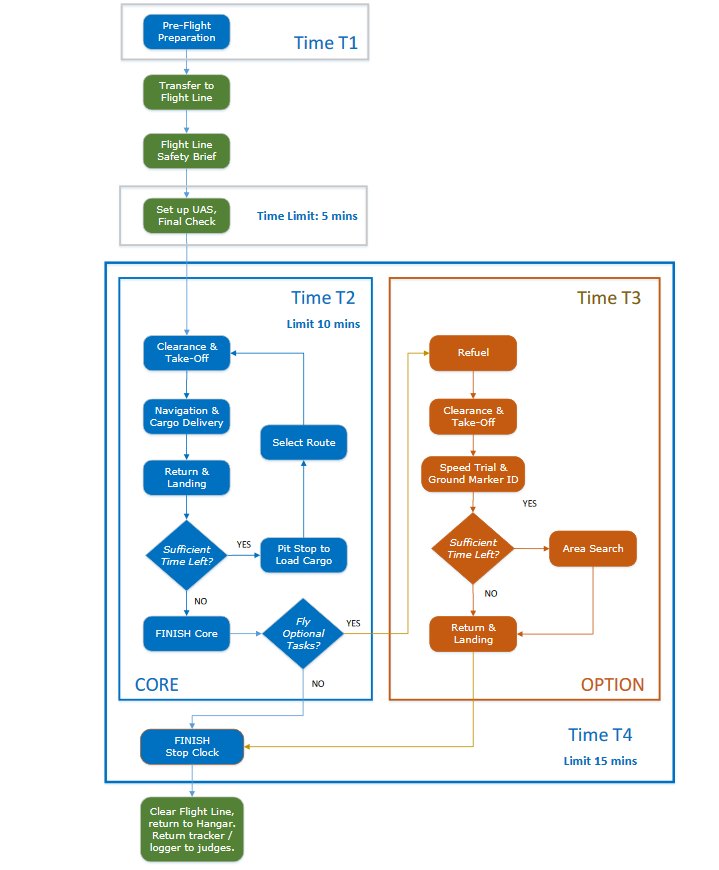 Pre-Flight
Preparation
Time T1
Transfer to
Flight Line
Flight Line
Safety Brief
Set up UAS,
Final Check
Time Limit: 5 mins
Time T2
Limit 10 mins
Clearance &
Take-Off
Navigation &
Cargo Delivery
Select Route
Return &
Landing
Sufficient
Time Left?
YES
Pit Stop to
Load Cargo
NO
FINISH Core
Fly
Optional
Tasks?
YES
NO
CORE
Time T3
Refuel
Clearance &
Take-Off
Speed Trial &
Ground Marker ID
YES
Sufficient
Time Left?
Area Search
NO
Return &
Landing
OPTION
FINISH
Stop Clock
Time T4
Limit 15 mins
Clear Flight Line,
return to Hangar.
Return tracker /
logger to judges.